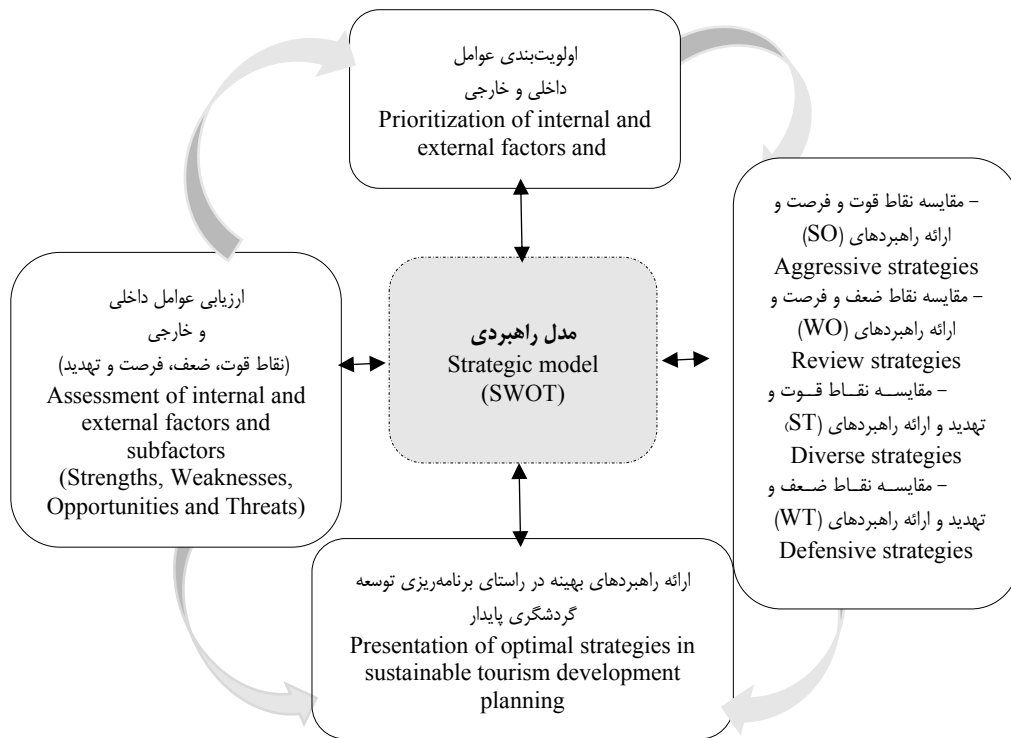 اولویت‌بندی عوامل
داخلی و خارجی
Prioritization of internal and
external factors and
– مقایسه نقاط قوت و فرصت و
ارائه راهبردهای (SO)
Aggressive strategies
– مقایسه نقاط ضعف و فرصت و
ارائه راهبردهای (WO)
Review strategies
– مقایسه نقاط قوت و
تهدید و ارائه راهبردهای (ST)
Diverse strategies
– مقایسه نقاط ضعف و
تهدید و ارائه راهبردهای (WT)
Defensive strategies
ارزیابی عوامل داخلی
و خارجی
(نقاط قوت، ضعف، فرصت و تهدید)
Assessment of internal and
external factors and
subfactors
(Strengths, Weaknesses,
Opportunities and Threats)
مدل راهبردی
Strategic model
(SWOT)
ارائه راهبردهای بهینه در راستای برنامه‌ریزی توسعه
گردشگری پایدار
Presentation of optimal strategies in
sustainable tourism development
planning